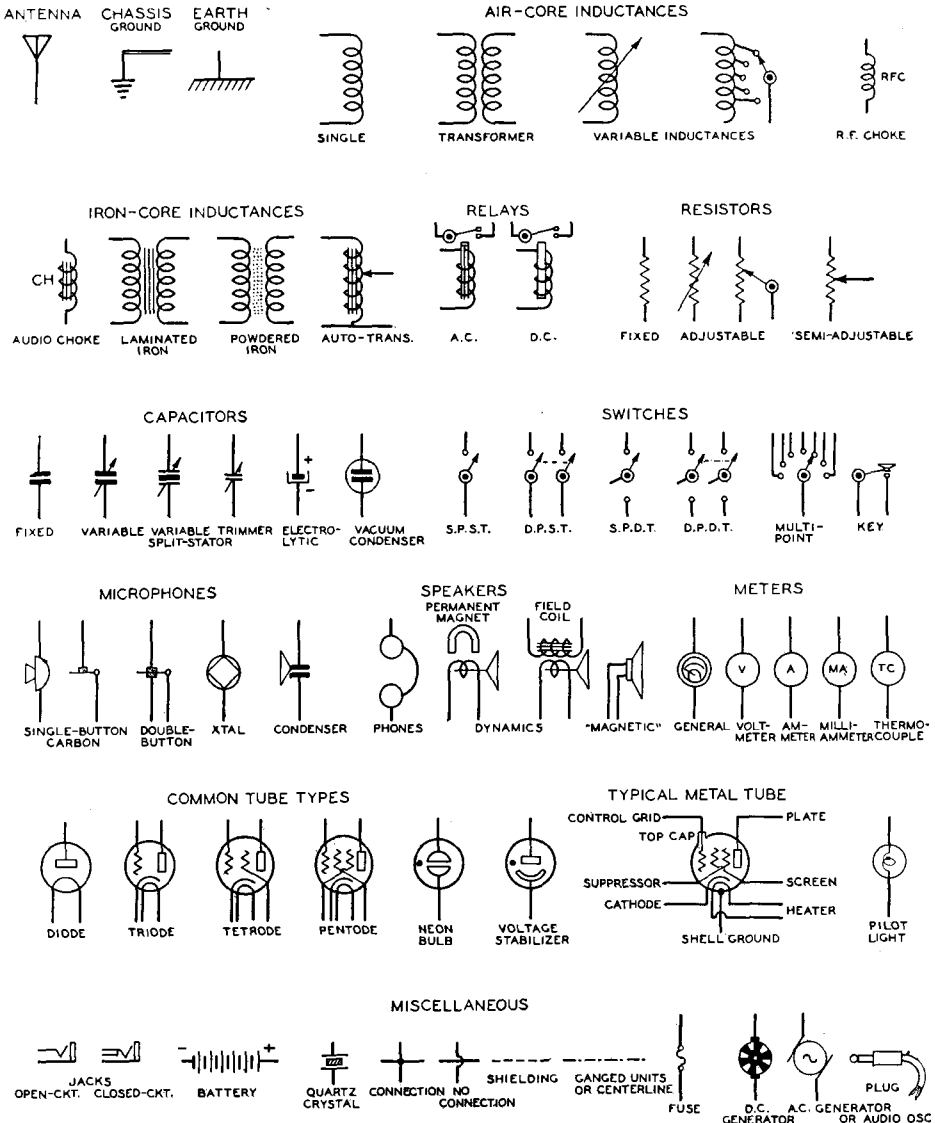 ANTENNA
CHASSIS
GROUND
EARTH
GROUND
AIR-CORE INDUCTANCES
SINGLE
TRANSFORMER
VARIABLE INDUCTANCES
RFC
R.F. CHOKE
IRON-CORE INDUCTANCES
CH
AUDIO CHOKE
LAMINATED
IRON
POWDERED
IRON
AUTO-TRANS.
RELAYS
A.C.
D.C.
RESISTORS
FIXED
ADJUSTABLE
SEMI-ADJUSTABLE
CAPACITORS
+
-
FIXED
VARIABLE
VARIABLE
SPLIT-STATOR
TRIMMER
ELECTRO-
LYTIC
VACUUM
CONDENSER
SWITCHES
S.P.S.T.
D.P.S.T.
S.P.D.T.
D.P.D.T.
MULTI-
POINT
KEY
MICROPHONES
SINGLE-BUTTON
CARBON
DOUBLE-
BUTTON
XTAL
CONDENSER
SPEAKERS
PERMANENT
MAGNET
FIELD
COIL
PHONES
DYNAMICS
"MAGNETIC"
METERS
V
A
MA
TC
GENERAL
VOLT-
METER
AM-
METER
MILLI-
AMMETER
THERMO-
COUPLE
COMMON TUBE TYPES
DIODE
TRIODE
TETRODE
PENTODE
NEON
BULB
VOLTAGE
STABILIZER
TYPICAL METAL TUBE
CONTROL GRID
TOP CAP
PLATE
SUPPRESSOR
SCREEN
CATHODE
HEATER
SHELL GROUND
PILOT
LIGHT
MISCELLANEOUS
JACKS
OPEN-CKT.
CLOSED-CKT.
-
+
BATTERY
QUARTZ
CRYSTAL
CONNECTION
NO
CONNECTION
SHIELDING
GANGED UNITS
OR CENTERLINE
FUSE
D.C.
GENERATOR
A.C. GENERATOR
OR AUDIO OSC
PLUG